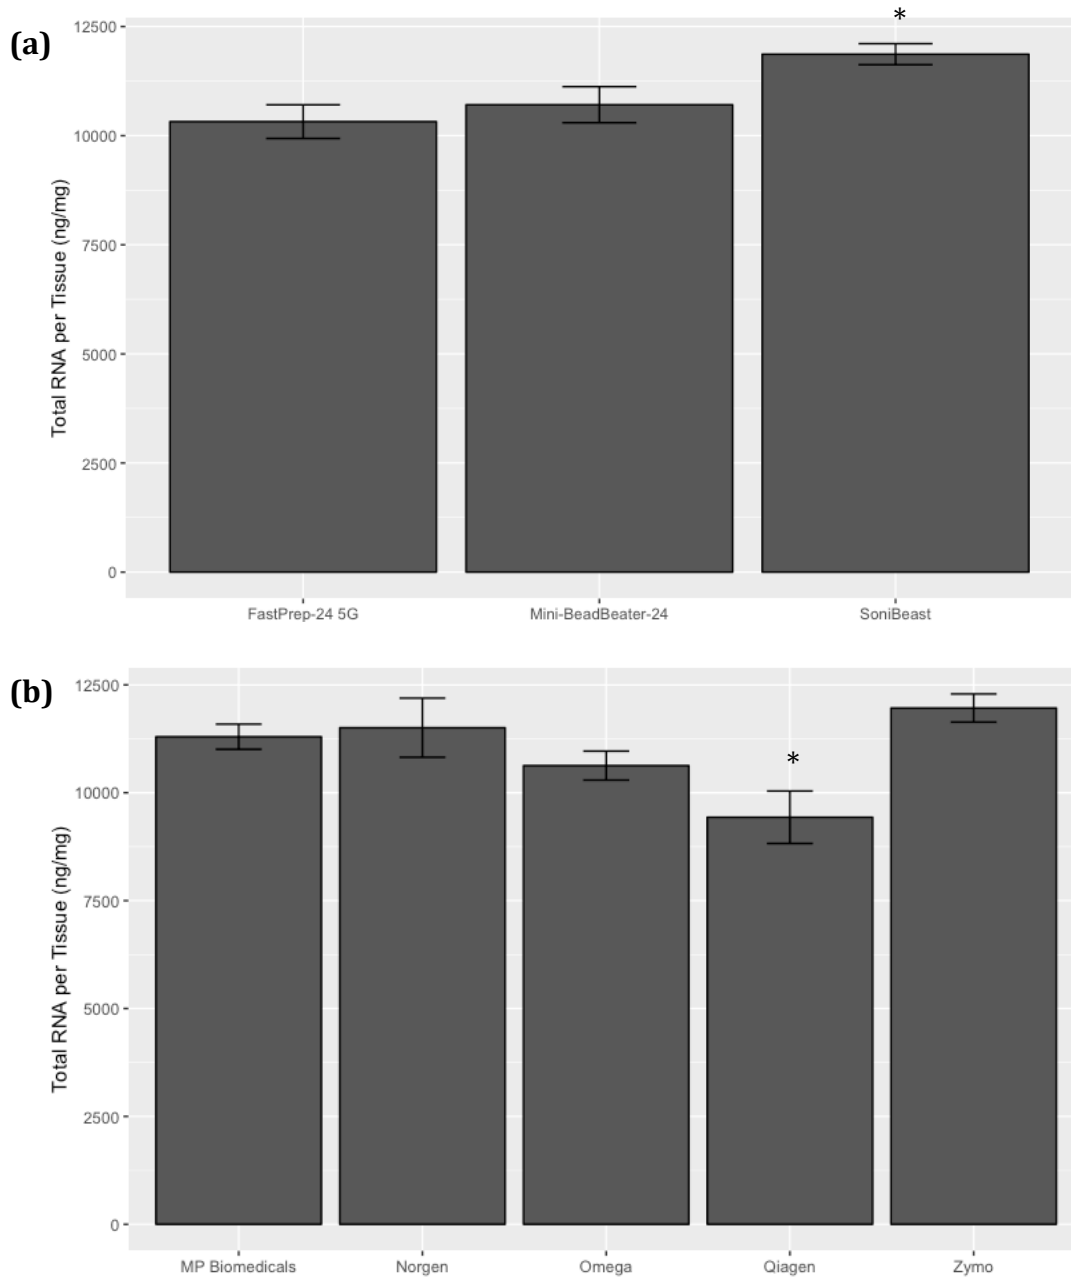 (a)
*
12500
10000
7500
5000
2500
0
Total RNA per Tissue (ng/mg)
FastPrep-24 5G Mini-BeadBeater-24 SoniBeast
(b)
12500
10000
7500
5000
2500
0
Total RNA per Tissue (ng/mg)
*
MP Biomedicals Norgen Omega Qiagen Zymo